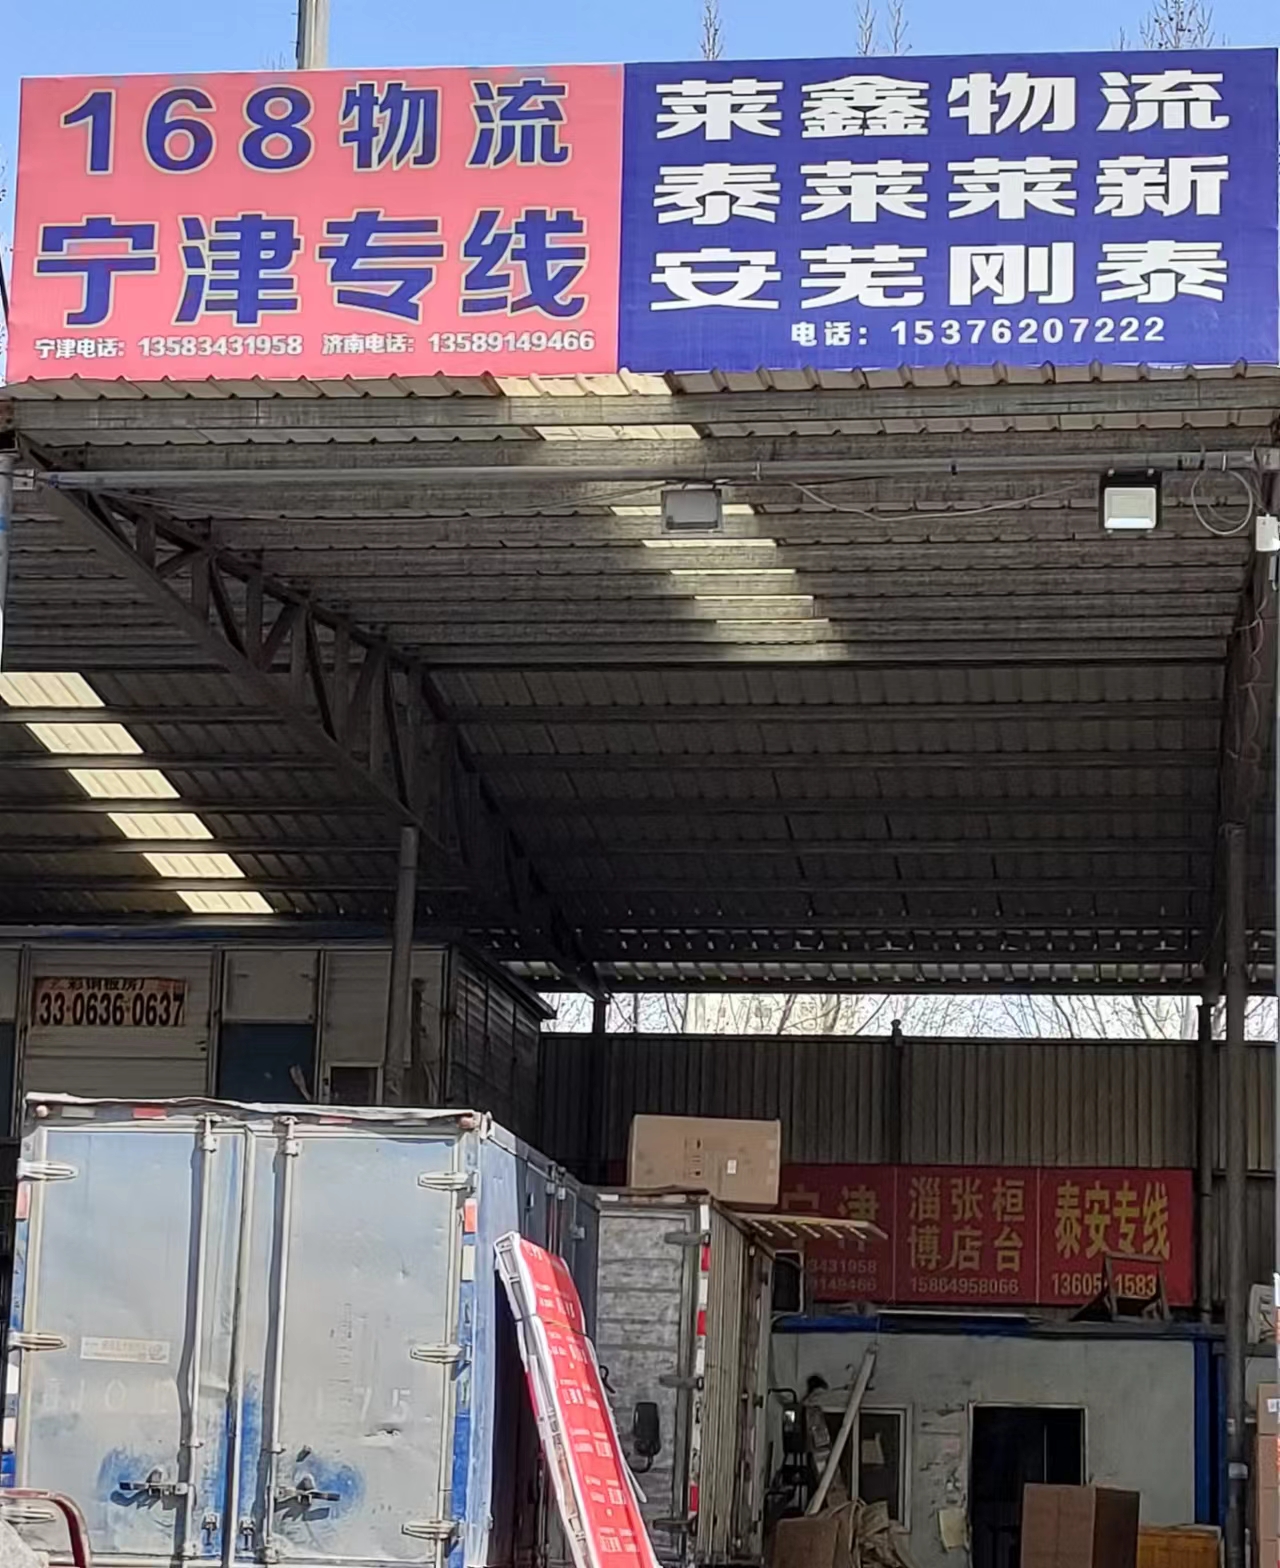 168物流
宁津专线
宁津电话: 13583431958 济南电话: 13589149466
莱鑫物流
泰莱莱新
安芜刚泰
电话: 15376207222
33 0636 0637
淄张桓
博店台
15864958066
泰安专线